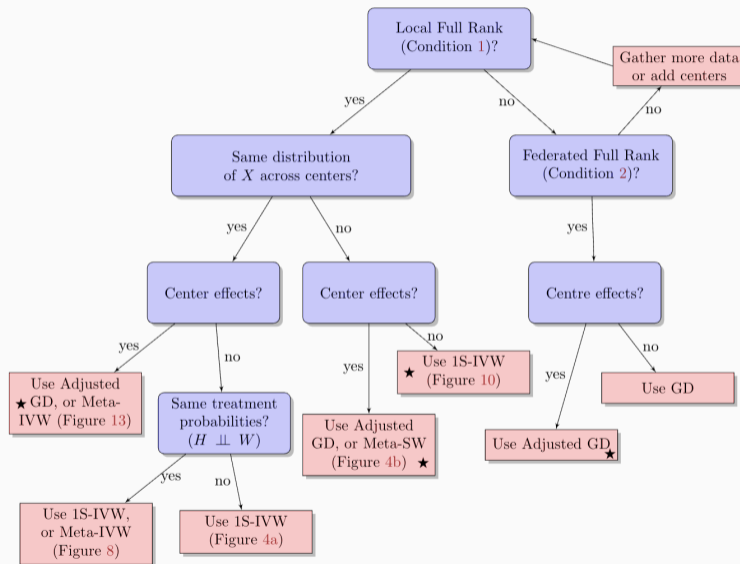 Local Full Rank
(Condition 1)?
Gather more data
or add centers
yes
no
no
Same distribution
of X across centers?
Federated Full Rank
(Condition 2)?
yes
no
yes
Center effects?
Center effects?
Centre effects?
yes
no
yes
no
yes
no
Use Adjusted
★ GD, or Meta-
IVW (Figure 13)
Same treatment
probabilities?
(H ⊥⊥ W)
Use Adjusted
GD, or Meta-SW
(Figure 4b) ★
★ Use 1S-IVW
(Figure 10)
Use Adjusted GD ★
Use GD
yes
no
Use 1S-IVW,
or Meta-IVW
(Figure 8)
Use 1S-IVW
(Figure 4a)